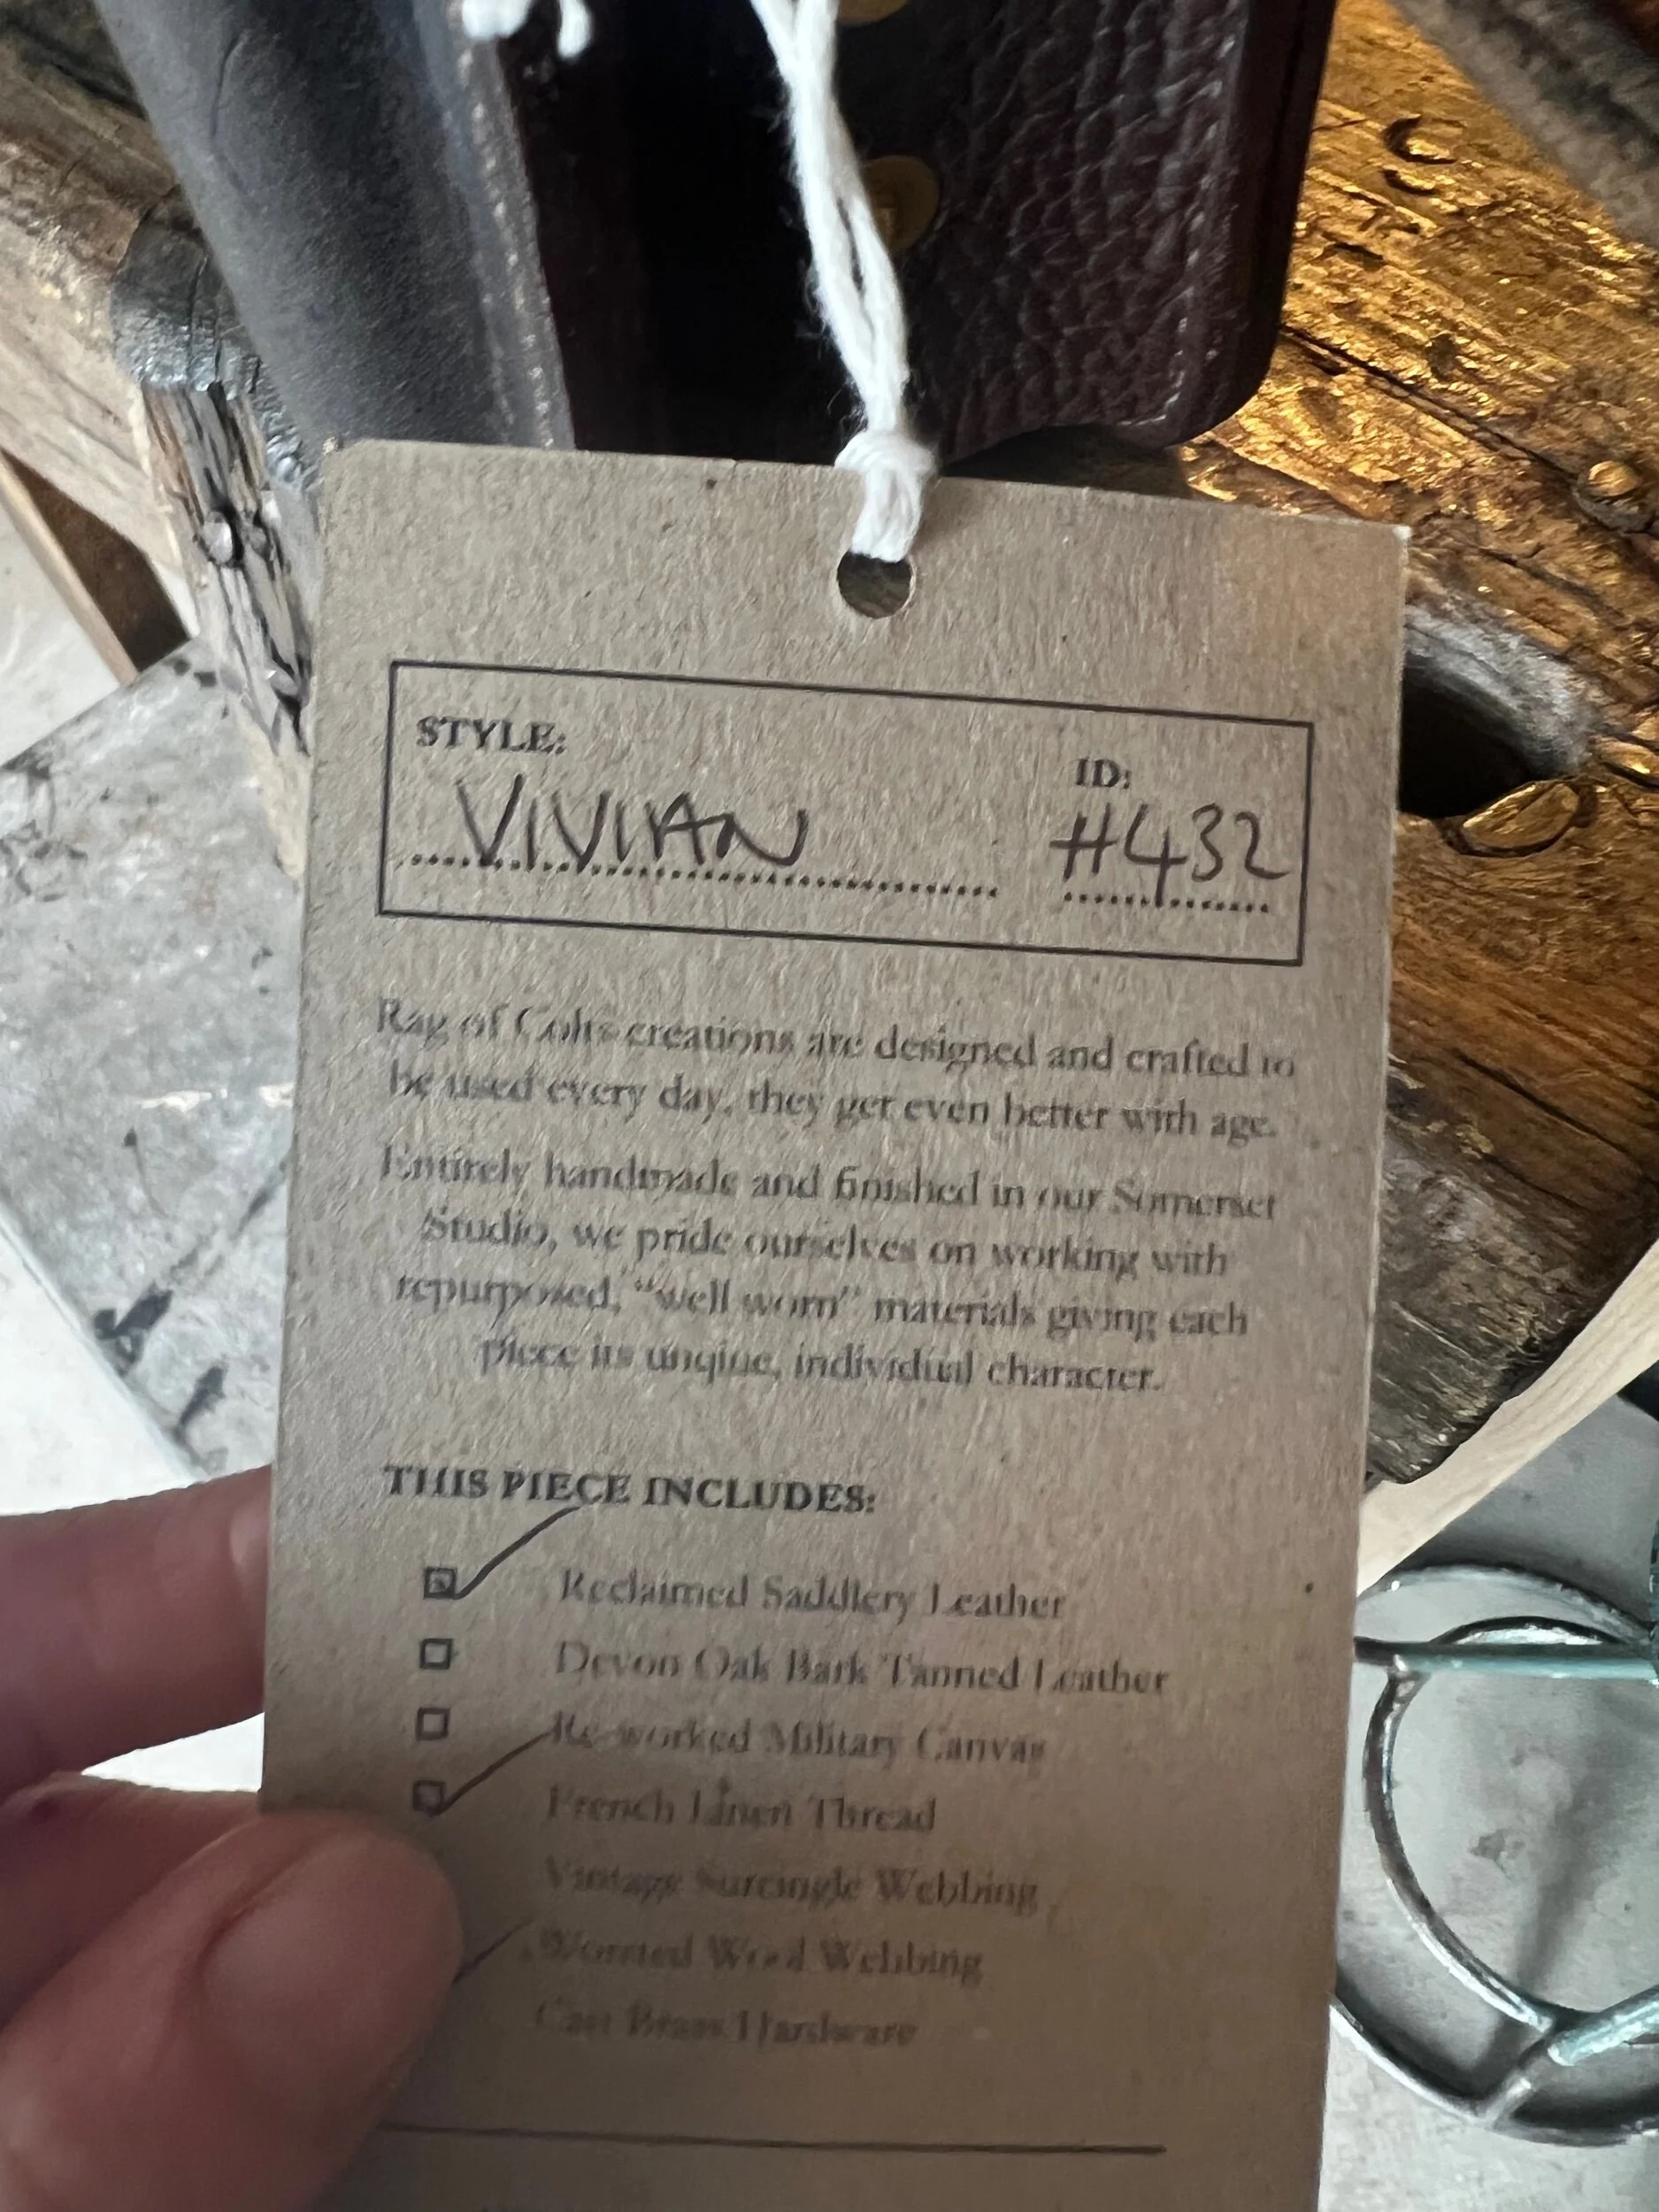 STYLE:
ID:
VIVIAN
#432
Rag of Colts creations are designed and crafted to
be used every day, they get even better with age.
Entirely handmade and finished in our Somerset
Studio, we pride ourselves on working with
repurposed, “well worn” materials giving each
piece its unqiue, individual character.
THIS PIECE INCLUDES:
Reclaimed Saddlery Leather
Devon Oak Bark Tanned Leather
Re-worked Military Canvas
French Linen Thread
Vintage Surcingle Webbing
Worsted Wool Webbing
Cast Brass Hardware